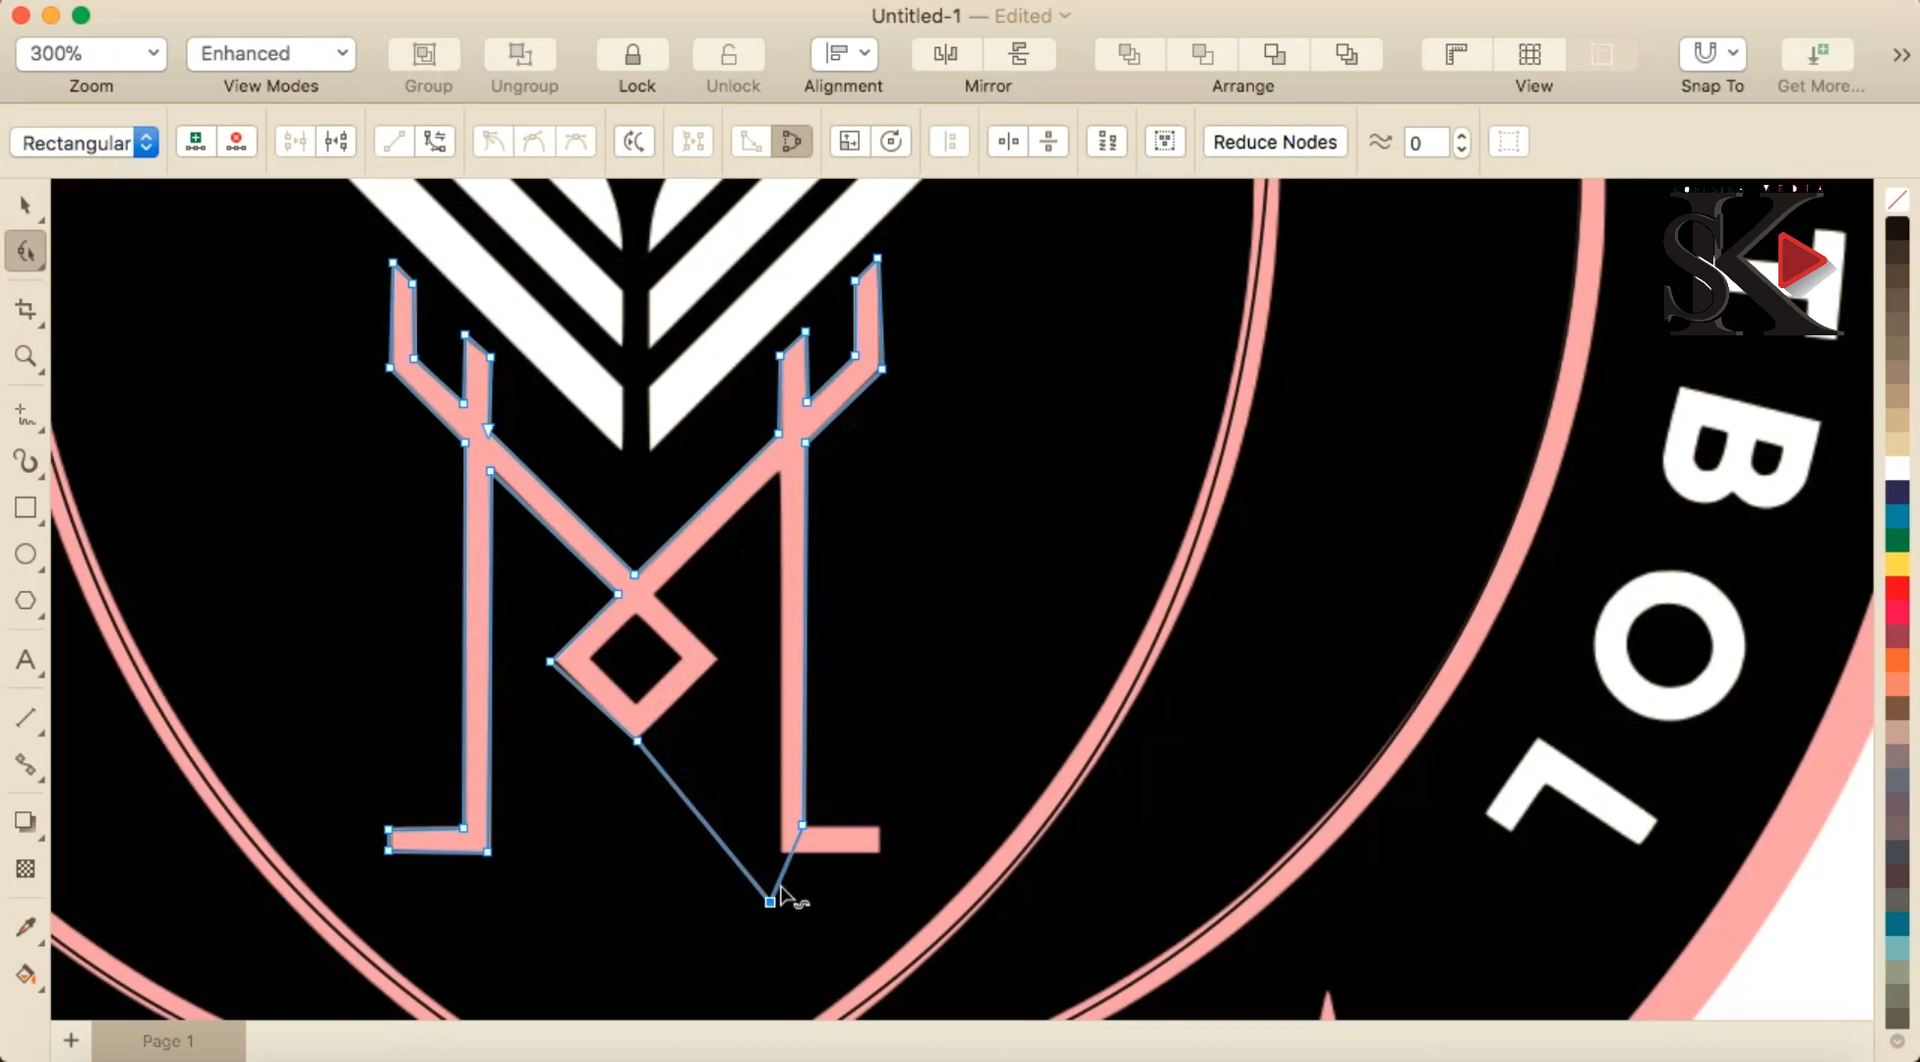 Untitled-1 — Edited
300%
Enhanced
Zoom
View Modes
Group
Ungroup
Lock
Unlock
Alignment
Mirror
Arrange
View
Snap To
Get More...
Rectangular
Reduce Nodes
0
SK
B
O
L
Page 1